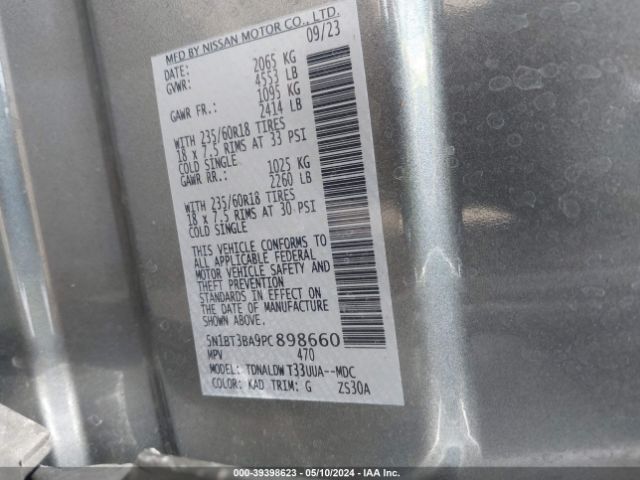 MFD BY NISSAN MOTOR CO., LTD.
DATE: 09/23
GVWR: 2065 KG
4553 LB
GAWR FR.: 1095 KG
2414 LB
WITH 235/60R18 TIRES
18 x 7.5 RIMS AT 33 PSI
COLD SINGLE
GAWR RR.: 1025 KG
2260 LB
WITH 235/60R18 TIRES
18 x 7.5 RIMS AT 30 PSI
COLD SINGLE
THIS VEHICLE CONFORMS TO
ALL APPLICABLE FEDERAL
MOTOR VEHICLE SAFETY AND
THEFT PREVENTION
STANDARDS IN EFFECT ON
THE DATE OF MANUFACTURE
SHOWN ABOVE.
5N1BT3BA9PC898660
MPV 470
MODEL: TDNALDW T33UUA--MDC
COLOR: KAD TRIM: G ZS30A
000-39398623 - 05/10/2024 - IAA Inc.